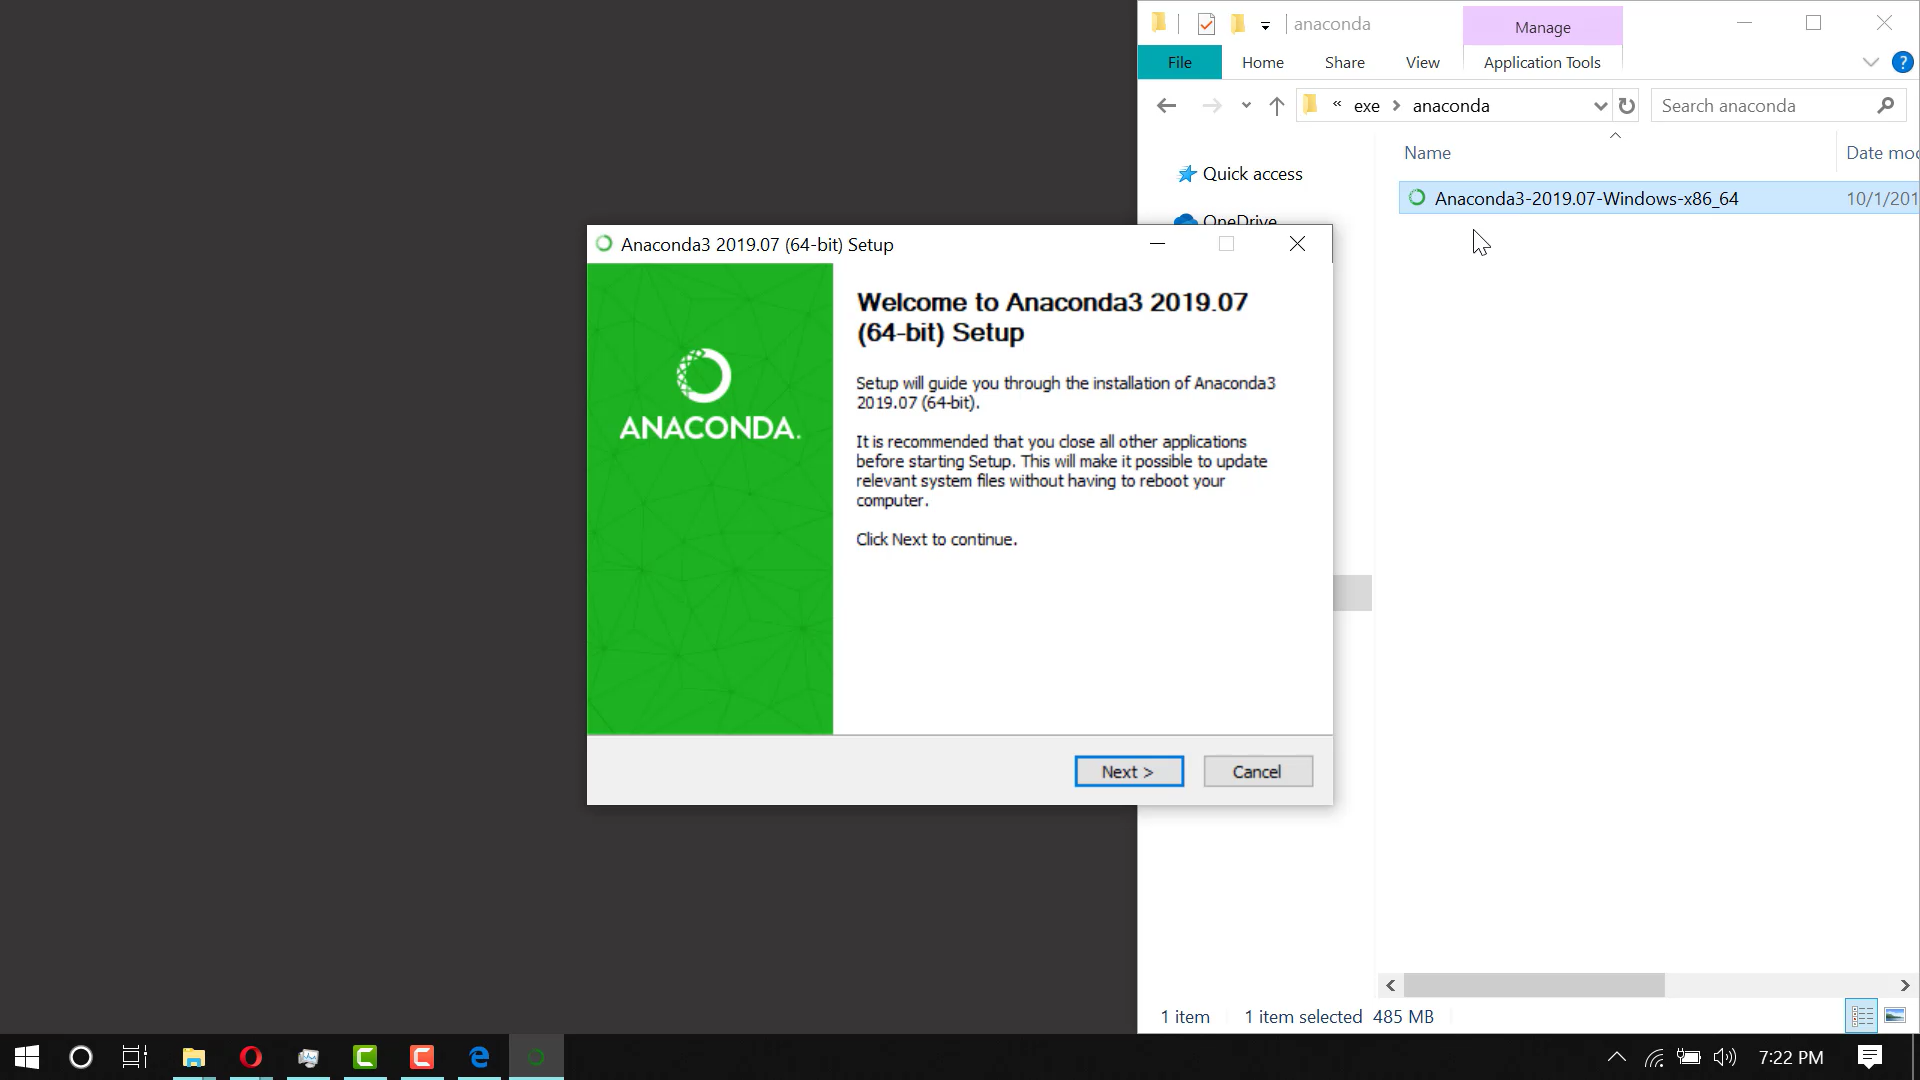 anaconda
Manage
File
Home
Share
View
Application Tools
?
« exe > anaconda
Search anaconda
Name
Date mod
Quick access
OneDrive
Anaconda3-2019.07-Windows-x86_64
10/1/201
Anaconda3 2019.07 (64-bit) Setup
ANACONDA.
Welcome to Anaconda3 2019.07
(64-bit) Setup
Setup will guide you through the installation of Anaconda3
2019.07 (64-bit).
It is recommended that you close all other applications
before starting Setup. This will make it possible to update
relevant system files without having to reboot your
computer.
Click Next to continue.
Next >
Cancel
1 item
1 item selected 485 MB
7:22 PM